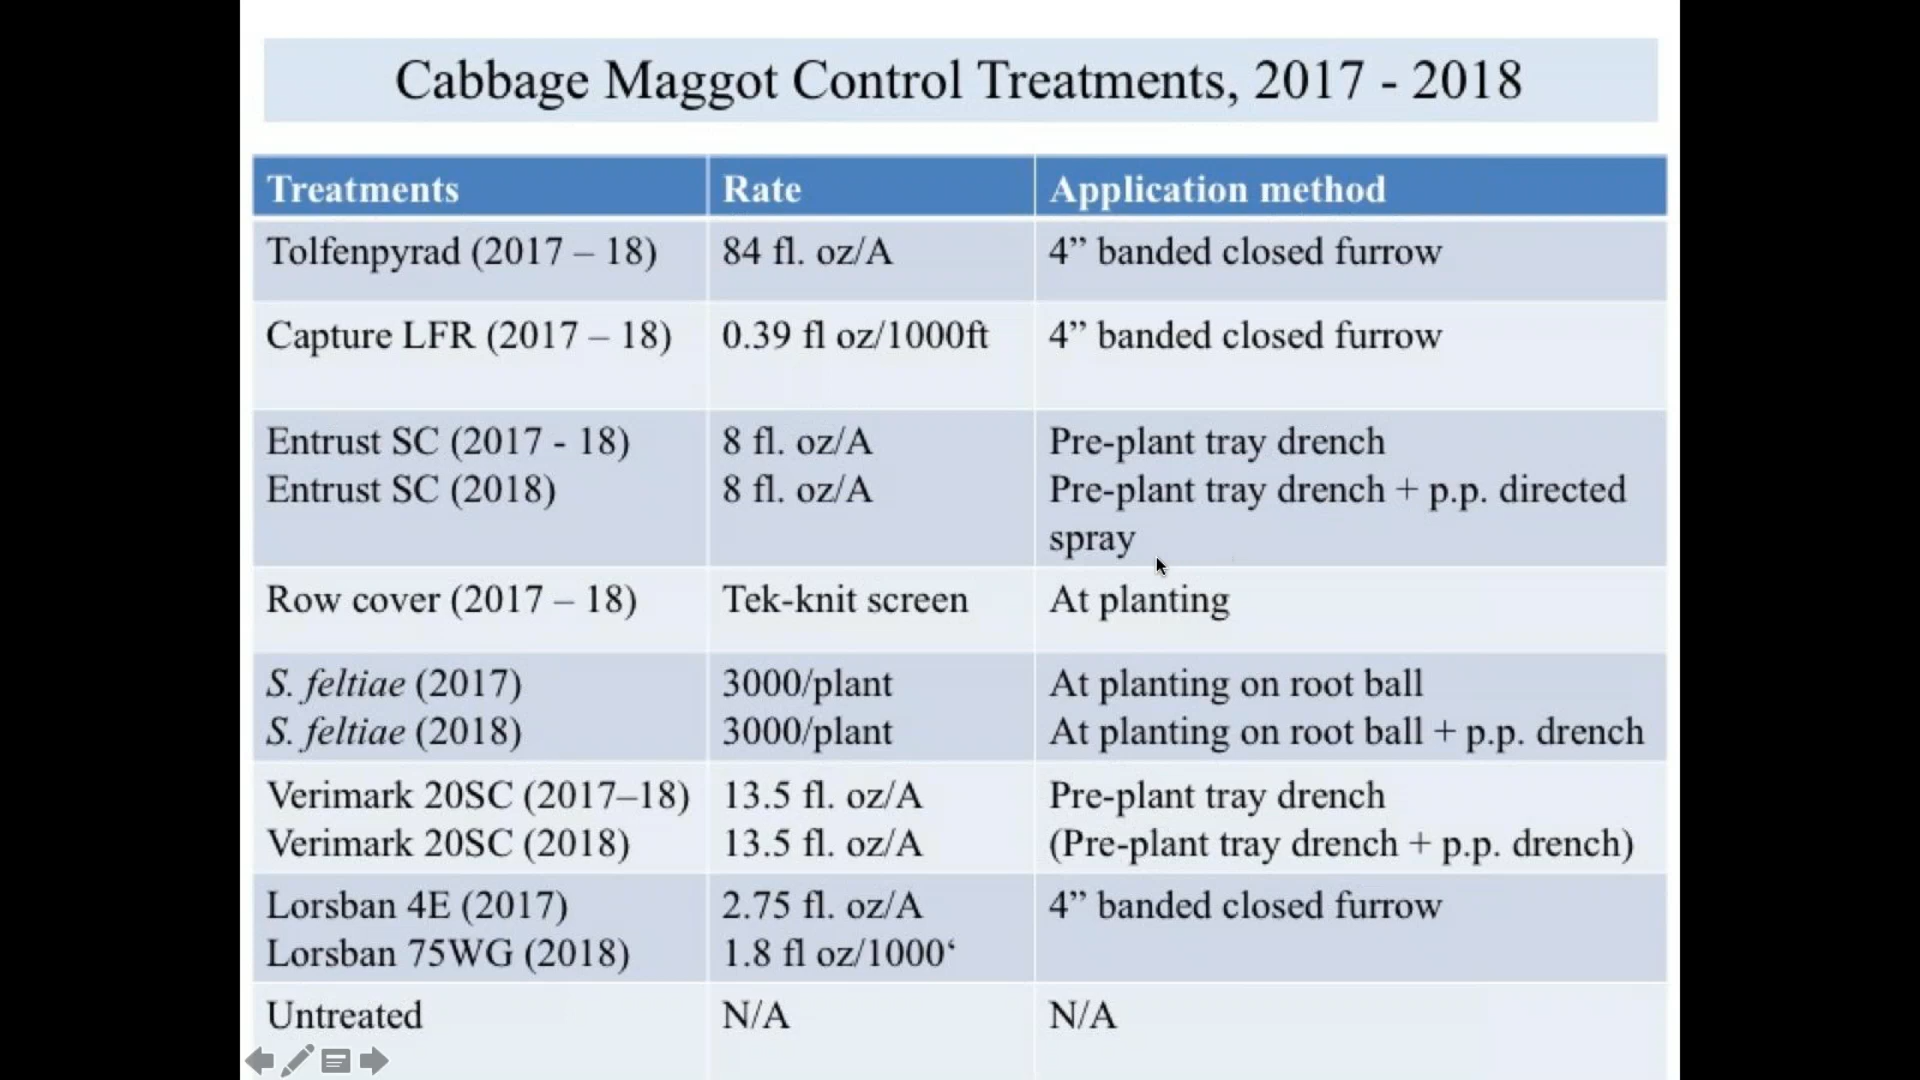 Cabbage Maggot Control Treatments, 2017 - 2018
Treatments Rate Application method
Tolfenpyrad (2017 – 18) 84 fl. oz/A 4” banded closed furrow
Capture LFR (2017 – 18) 0.39 fl oz/1000ft 4” banded closed furrow
Entrust SC (2017 - 18) 8 fl. oz/A Pre-plant tray drench
Entrust SC (2018) 8 fl. oz/A Pre-plant tray drench + p.p. directed
spray
Row cover (2017 – 18) Tek-knit screen At planting
S. feltiae (2017) 3000/plant At planting on root ball
S. feltiae (2018) 3000/plant At planting on root ball + p.p. drench
Verimark 20SC (2017–18) 13.5 fl. oz/A Pre-plant tray drench
Verimark 20SC (2018) 13.5 fl. oz/A (Pre-plant tray drench + p.p. drench)
Lorsban 4E (2017) 2.75 fl. oz/A 4” banded closed furrow
Lorsban 75WG (2018) 1.8 fl oz/1000‘
Untreated N/A N/A